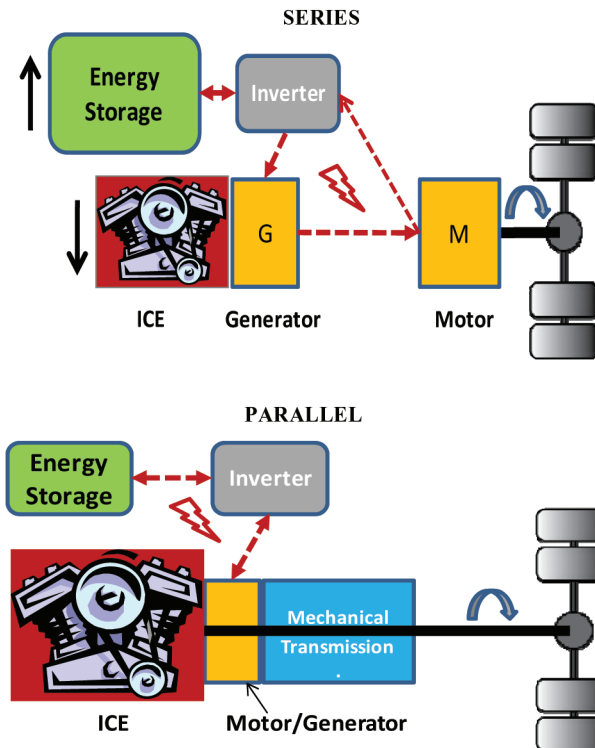 SERIES
Energy
Storage
Inverter
G
M
ICE
Generator
Motor
PARALLEL
Energy
Storage
Inverter
Mechanical
Transmission
.
ICE
Motor/Generator